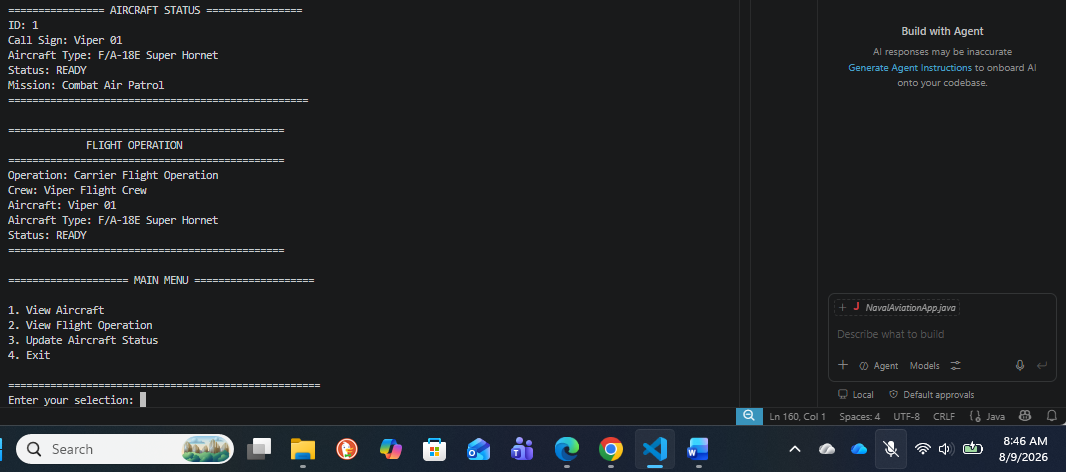 ================ AIRCRAFT STATUS ================
ID: 1
Call Sign: Viper 01
Aircraft Type: F/A-18E Super Hornet
Status: READY
Mission: Combat Air Patrol
==================================================
==============================================
FLIGHT OPERATION
==============================================
Operation: Carrier Flight Operation
Crew: Viper Flight Crew
Aircraft: Viper 01
Aircraft Type: F/A-18E Super Hornet
Status: READY
==============================================
==================== MAIN MENU ====================
1. View Aircraft
2. View Flight Operation
3. Update Aircraft Status
4. Exit
====================================================
Enter your selection:
Build with Agent
AI responses may be inaccurate
Generate Agent Instructions to onboard AI
onto your codebase.
+ J NavalAviationApp.java
Describe what to build
+ Agent Models
Local Default approvals
Ln 160, Col 1 Spaces: 4 UTF-8 CRLF {} Java
Search
8:46 AM
8/9/2026